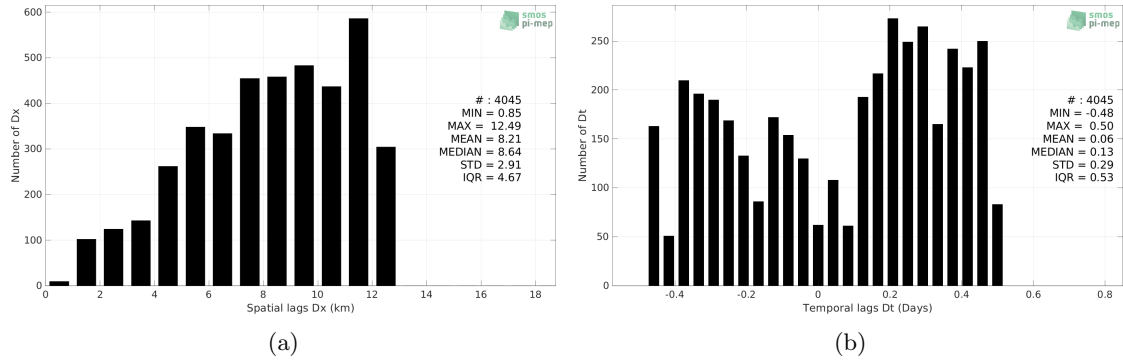 600
500
400
300
200
100
0
0 2 4 6 8 10 12 14 16 18
Number of Dx
Spatial lags Dx (km)
smos
pi-mep
# : 4045
MIN = 0.85
MAX = 12.49
MEAN = 8.21
MEDIAN = 8.64
STD = 2.91
IQR = 4.67
(a)
250
200
150
100
50
0
-0.4 -0.2 0 0.2 0.4 0.6 0.8
Number of Dt
Temporal lags Dt (Days)
smos
pi-mep
# : 4045
MIN = -0.48
MAX = 0.50
MEAN = 0.06
MEDIAN = 0.13
STD = 0.29
IQR = 0.53
(b)